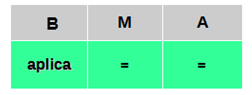 B M A
aplica = =